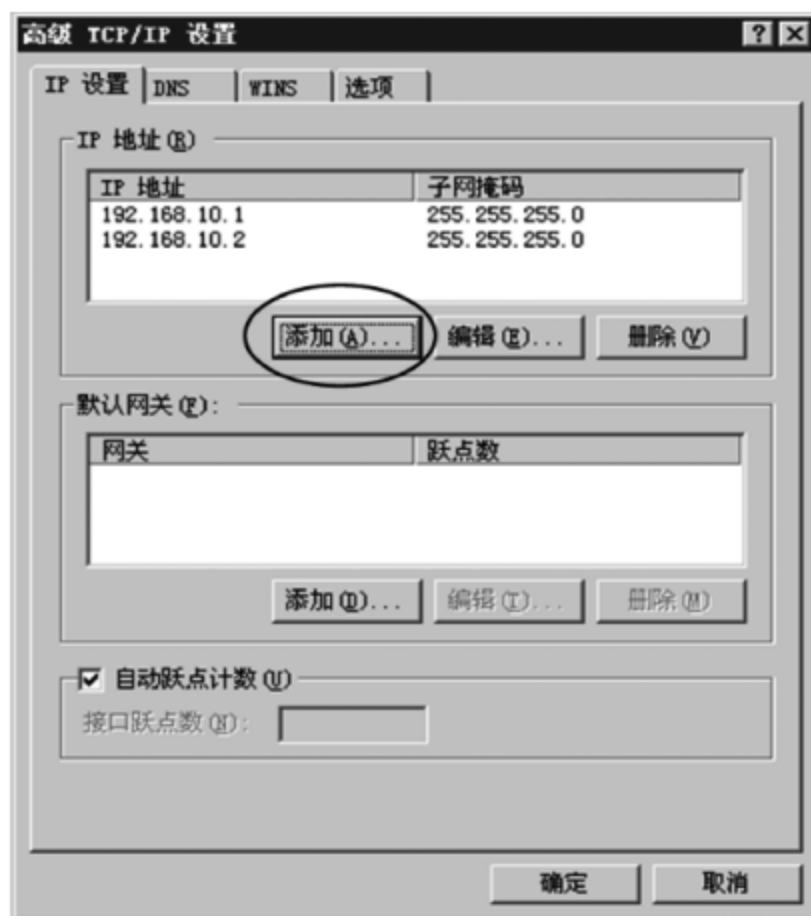 高级 TCP/IP 设置
IP 设置 DNS WINS 选项
IP 地址(R)
IP 地址 子网掩码
192.168.10.1 255.255.255.0
192.168.10.2 255.255.255.0
添加(A)... 编辑(E)... 删除(V)
默认网关(F):
网关 跃点数
添加(D)... 编辑(T)... 删除(M)
自动跃点计数(U)
接口跃点数(N):
确定 取消